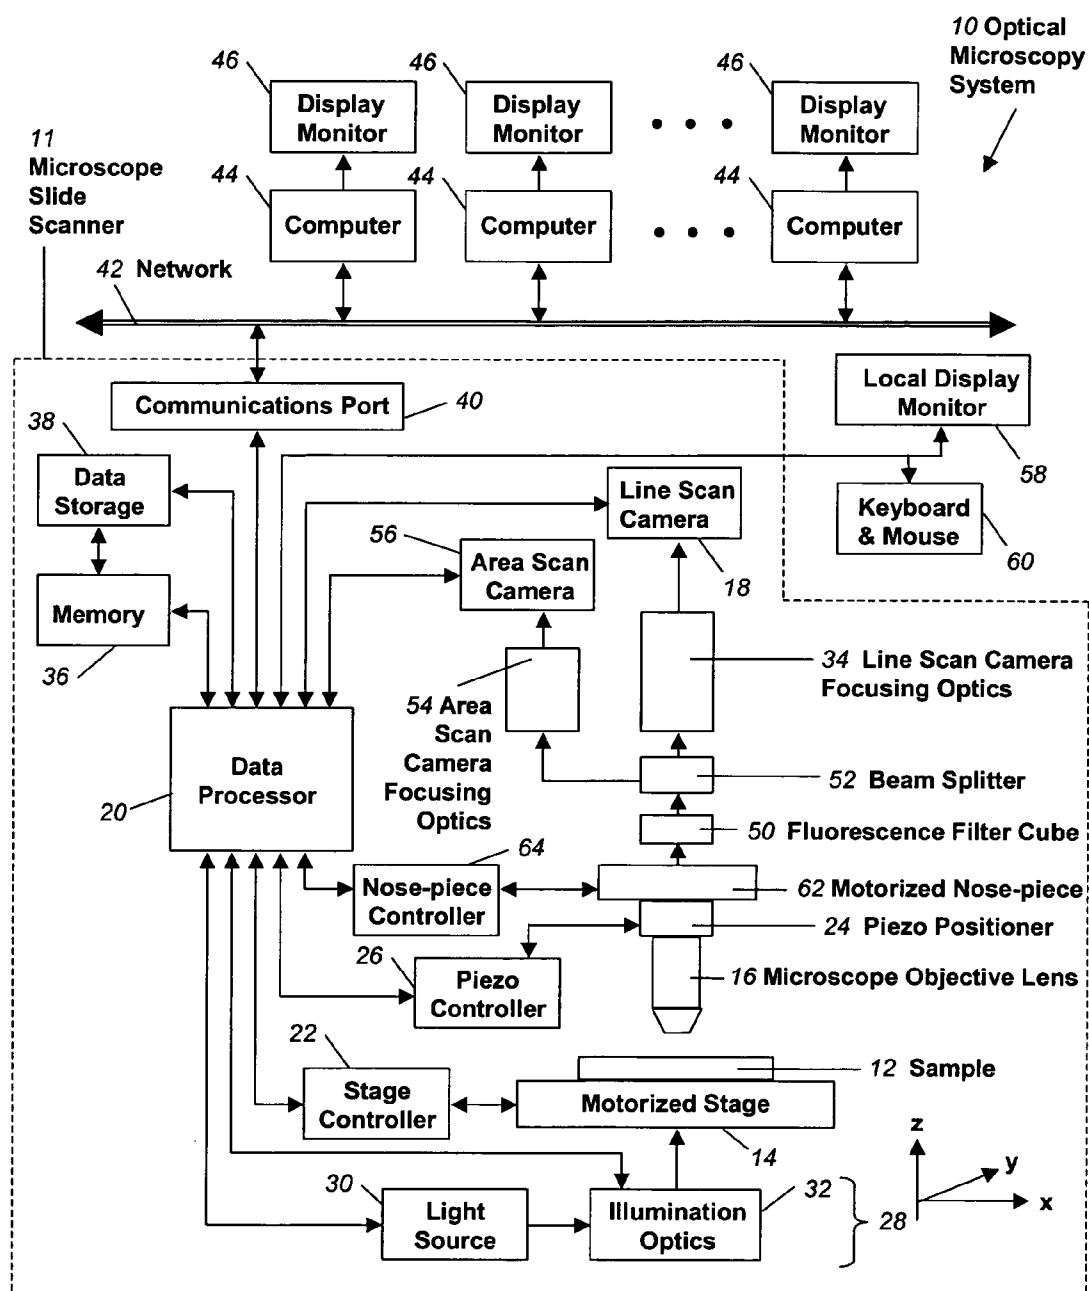 10 Optical
Microscopy
System
46
46
46
Display
Monitor
Display
Monitor
Display
Monitor
11
Microscope
Slide
Scanner
44
44
44
Computer
Computer
Computer
42 Network
Communications Port
40
Local Display
Monitor
58
38
Data
Storage
Line Scan
Camera
18
Keyboard
& Mouse
60
56
Area Scan
Camera
Memory
36
34 Line Scan Camera
Focusing Optics
54 Area
Scan
Camera
Focusing
Optics
Data
Processor
20
52 Beam Splitter
50 Fluorescence Filter Cube
64
Nose-piece
Controller
62 Motorized Nose-piece
24 Piezo Positioner
26
Piezo
Controller
16 Microscope Objective Lens
22
Stage
Controller
12 Sample
Motorized Stage
14
z
y
x
30
Light
Source
Illumination
Optics
32
28